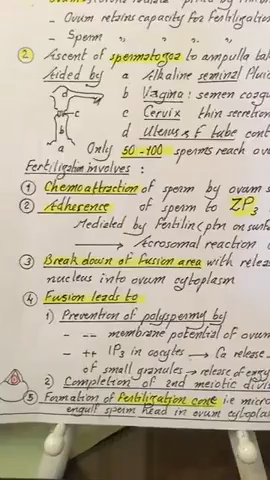 - Ovum retains capacity for fertilization
- Sperm " "
② Ascent of spermatogoa to ampulla tak
Aided by a Alkaline seminal fluid
b Vagina : semen coag
c Cervix thin secretion
d Uterus & F tube cont
d
c
b
a
Only 50-100 sperms reach ov
Fertilization involves :
① Chemoattraction of sperm by ovum s
② Adherence of sperm to ZP3
Mediated by Fertilin (ptn on surf
→ Acrosomal reaction
③ Break down of fusion area with relea
nucleus into ovum cytoplasm
④ Fusion leads to
1) Prevention of polyspermy by
- -- membrane potential of ovum
- ++ IP3 in oocytes → Ca release
of small granules → release of enzy
2) Completion of 2nd meiotic divis
⑤ Formation of fertilization cone i.e micro
engulf sperm head in ovum cytoplas